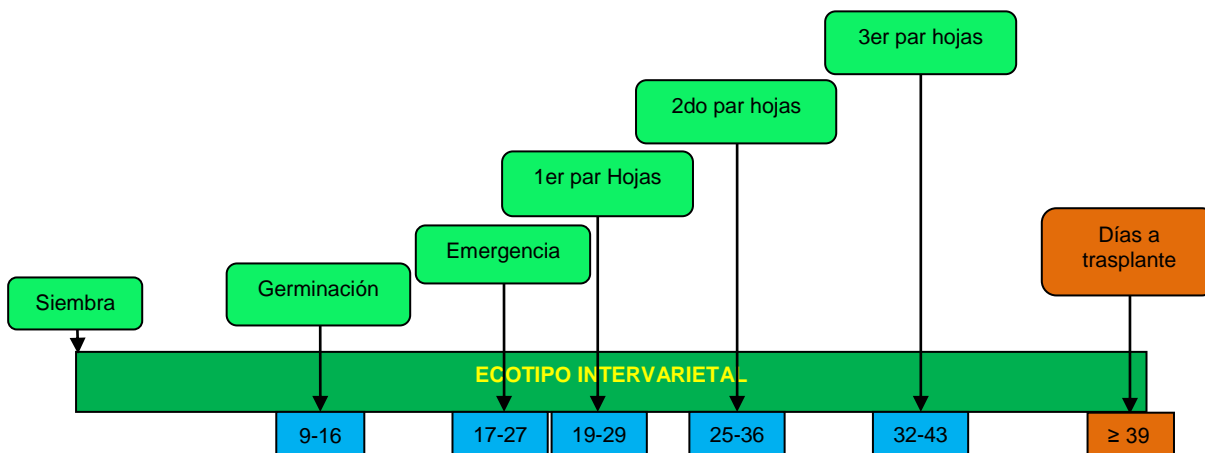 3er par hojas
2do par hojas
1er par Hojas
Emergencia
Días a
trasplante
Germinación
Siembra
ECOTIPO INTERVARIETAL
9-16
17-27
19-29
25-36
32-43
≥ 39